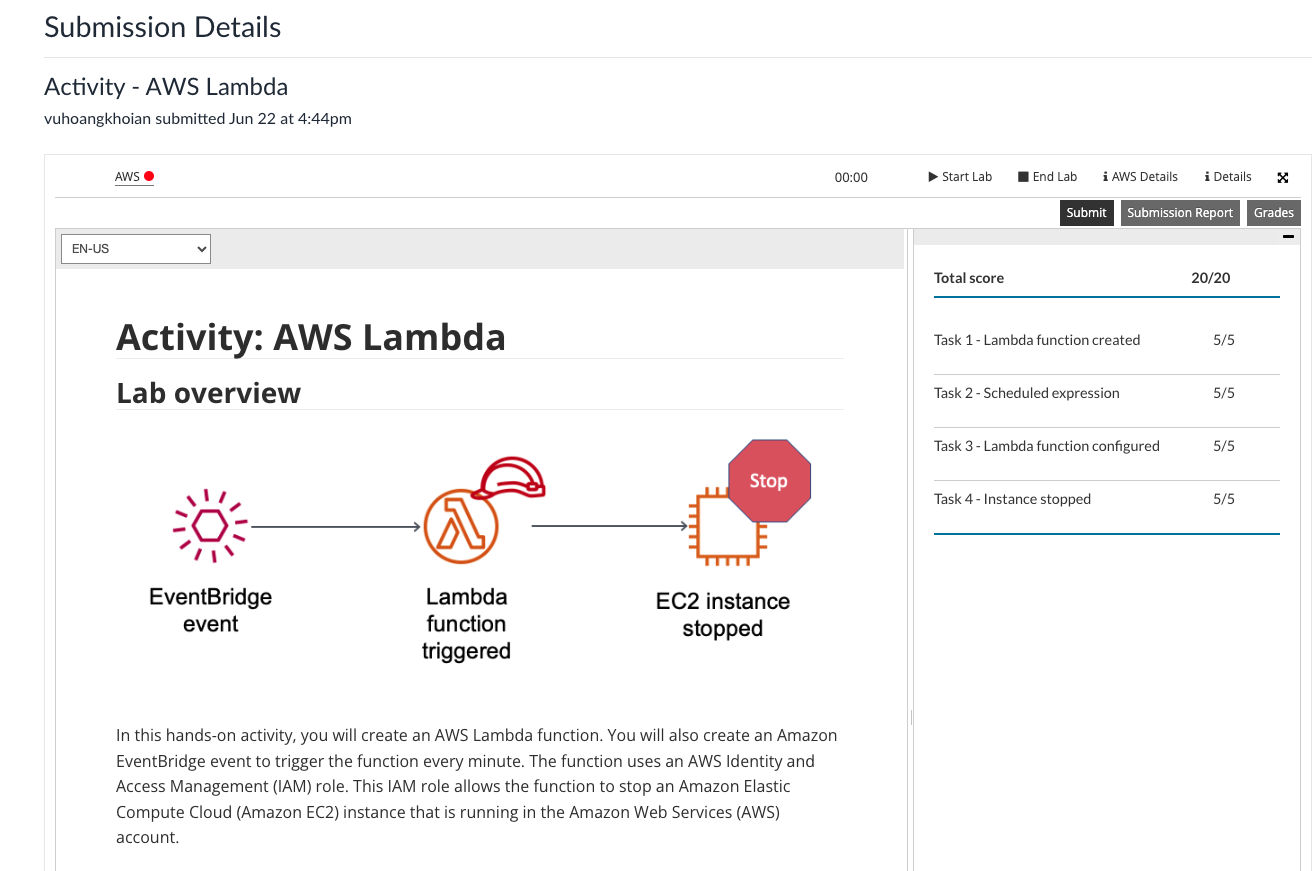 Submission Details
Activity - AWS Lambda
vuhoangkhoian submitted Jun 22 at 4:44pm
AWS
00:00
Start Lab
End Lab
AWS Details
Details
Submit
Submission Report
Grades
EN-US
Activity: AWS Lambda
Lab overview
Stop
EventBridge
event
Lambda
function
triggered
EC2 instance
stopped
In this hands-on activity, you will create an AWS Lambda function. You will also create an Amazon
EventBridge event to trigger the function every minute. The function uses an AWS Identity and
Access Management (IAM) role. This IAM role allows the function to stop an Amazon Elastic
Compute Cloud (Amazon EC2) instance that is running in the Amazon Web Services (AWS)
account.
Total score 20/20
Task 1 - Lambda function created 5/5
Task 2 - Scheduled expression 5/5
Task 3 - Lambda function configured 5/5
Task 4 - Instance stopped 5/5